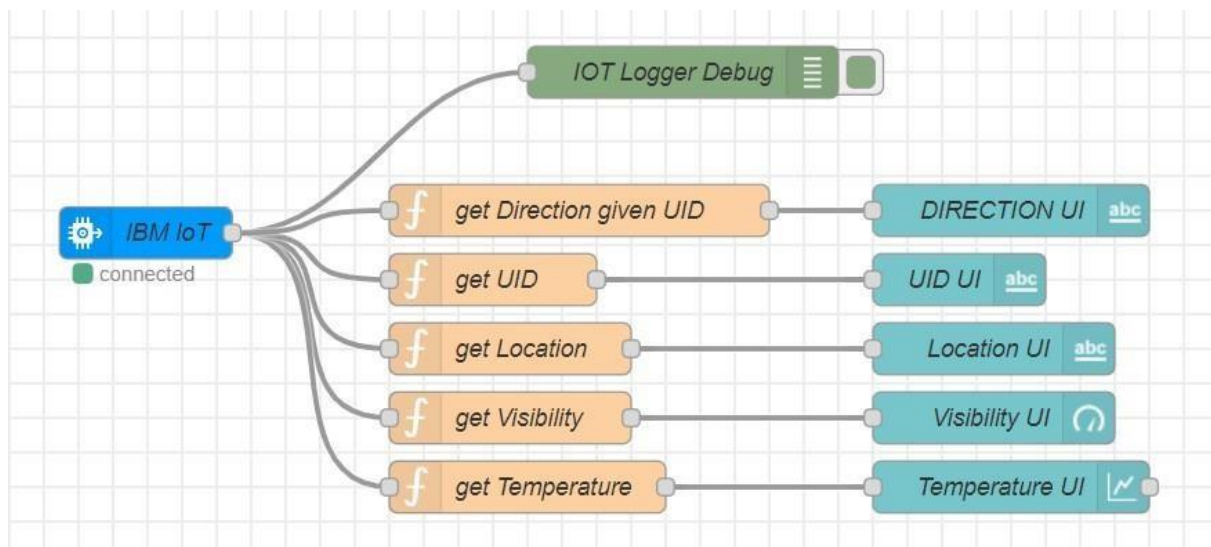 IOT Logger Debug
IBM IoT
connected
get Direction given UID
DIRECTION UI
abc
get UID
UID UI
abc
get Location
Location UI
abc
get Visibility
Visibility UI
get Temperature
Temperature UI